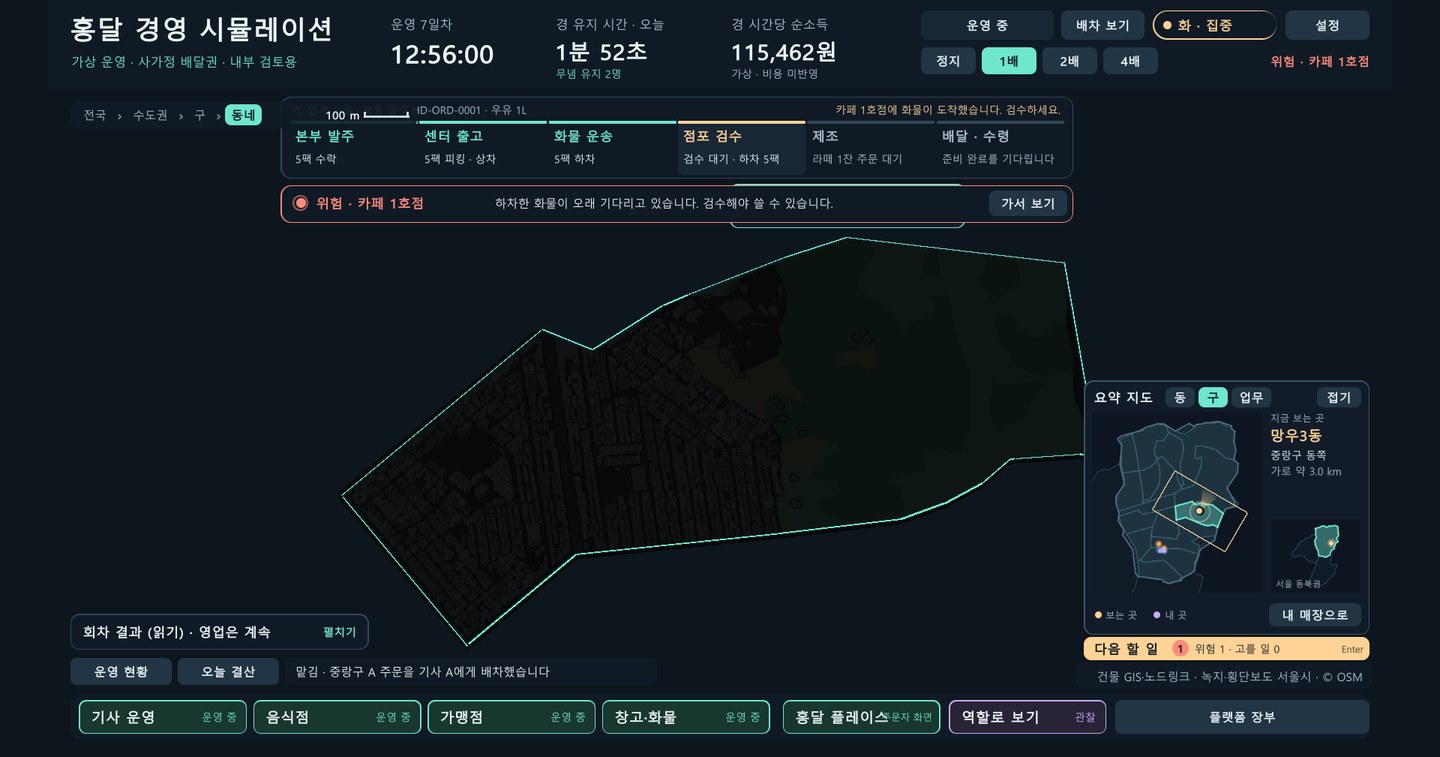 홍달 경영 시뮬레이션
가상 운영 · 사가정 배달권 · 내부 검토용
운영 7일차
12:56:00
경 유지 시간 · 오늘
1분 52초
무념 유지 2명
경 시간당 순소득
115,462원
가상 · 비용 미반영
운영 중
배차 보기
화 · 집중
설정
정지
1배
2배
4배
위험 · 카페 1호점
전국 › 수도권 › 구 › 동네
100 m
HD-ORD-0001 · 우유 1L
카페 1호점에 화물이 도착했습니다. 검수하세요.
본부 발주
5팩 수락
센터 출고
5팩 피킹 · 상차
화물 운송
5팩 하차
점포 검수
검수 대기 · 하차 5팩
제조
라떼 1잔 주문 대기
배달 · 수령
준비 완료를 기다립니다
위험 · 카페 1호점
하차한 화물이 오래 기다리고 있습니다. 검수해야 쓸 수 있습니다.
가서 보기
요약 지도
동
구
업무
접기
지금 보는 곳
망우3동
중랑구 동쪽
가로 약 3.0 km
서울 동북권
보는 곳
내 곳
내 매장으로
다음 할 일
1
위험 1 · 고를 일 0
Enter
건물 GIS·노드링크 · 녹지·횡단보도 서울시 · © OSM
회차 결과 (읽기) · 영업은 계속
펼치기
운영 현황
오늘 결산
맡김 · 중랑구 A 주문을 기사 A에게 배차했습니다
기사 운영
운영 중
음식점
운영 중
가맹점
운영 중
창고·화물
운영 중
홍달 플레이스
주문자 화면
역할로 보기
관찰
플랫폼 장부